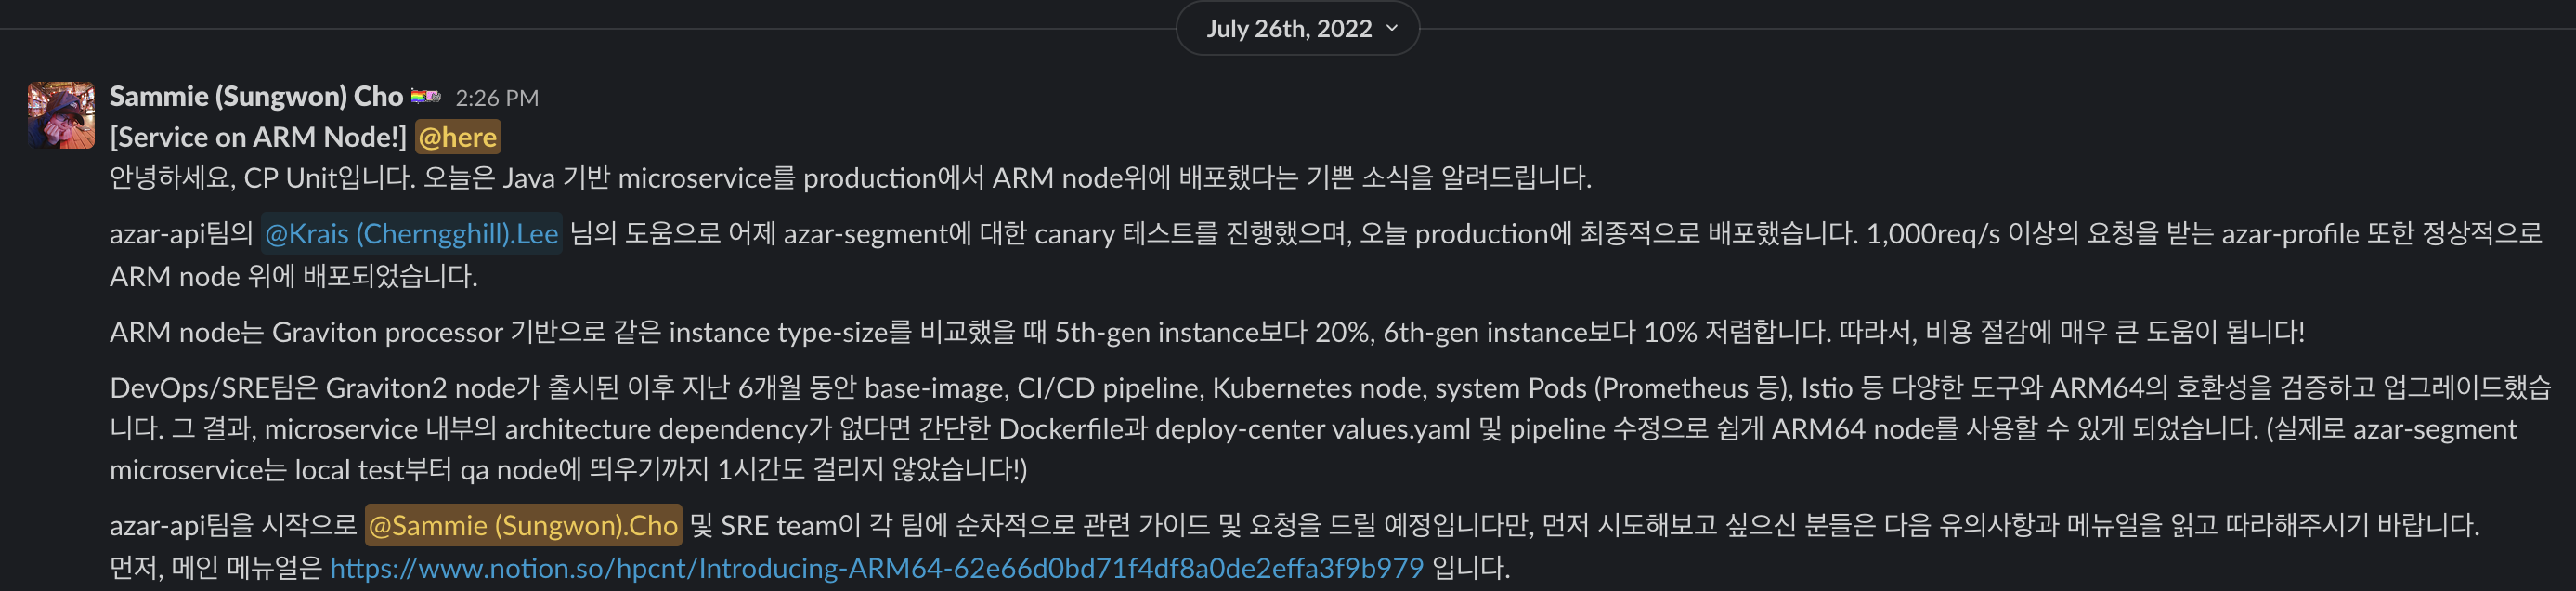 July 26th, 2022
Sammie (Sungwon) Cho 2:26 PM
[Service on ARM Node!] @here
안녕하세요, CP Unit입니다. 오늘은 Java 기반 microservice를 production에서 ARM node위에 배포했다는 기쁜 소식을 알려드립니다.
azar-api팀의 @Krais (Cherngghill).Lee 님의 도움으로 어제 azar-segment에 대한 canary 테스트를 진행했으며, 오늘 production에 최종적으로 배포했습니다. 1,000req/s 이상의 요청을 받는 azar-profile 또한 정상적으로
ARM node 위에 배포되었습니다.
ARM node는 Graviton processor 기반으로 같은 instance type-size를 비교했을 때 5th-gen instance보다 20%, 6th-gen instance보다 10% 저렴합니다. 따라서, 비용 절감에 매우 큰 도움이 됩니다!
DevOps/SRE팀은 Graviton2 node가 출시된 이후 지난 6개월 동안 base-image, CI/CD pipeline, Kubernetes node, system Pods (Prometheus 등), Istio 등 다양한 도구와 ARM64의 호환성을 검증하고 업그레이드했습
니다. 그 결과, microservice 내부의 architecture dependency가 없다면 간단한 Dockerfile과 deploy-center values.yaml 및 pipeline 수정으로 쉽게 ARM64 node를 사용할 수 있게 되었습니다. (실제로 azar-segment
microservice는 local test부터 qa node에 띄우기까지 1시간도 걸리지 않았습니다!)
azar-api팀을 시작으로 @Sammie (Sungwon).Cho 및 SRE team이 각 팀에 순차적으로 관련 가이드 및 요청을 드릴 예정입니다만, 먼저 시도해보고 싶으신 분들은 다음 유의사항과 메뉴얼을 읽고 따라해주시기 바랍니다.
먼저, 메인 메뉴얼은 https://www.notion.so/hpcnt/Introducing-ARM64-62e66d0bd71f4df8a0de2effa3f9b979 입니다.